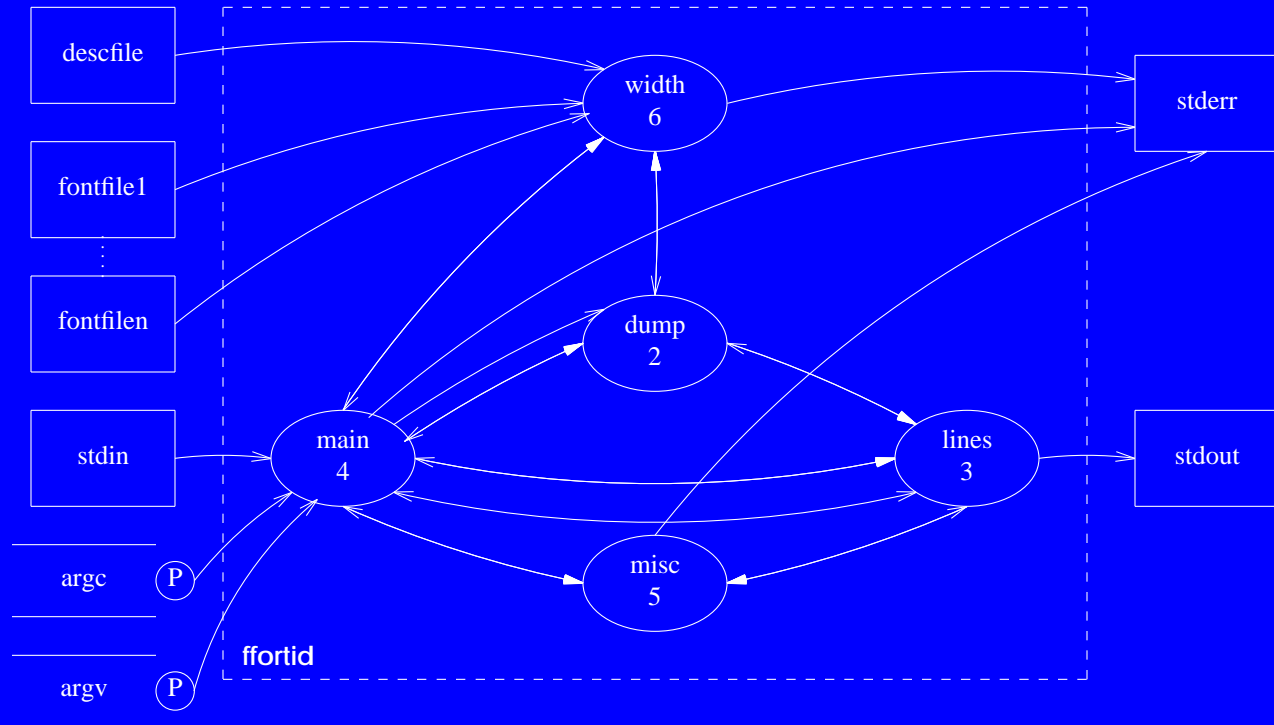 descfile
width
6
stderr
fontfile1
fontfilen
dump
2
main
4
lines
3
stdin
stdout
argc
P
misc
5
ffortid
argv
P